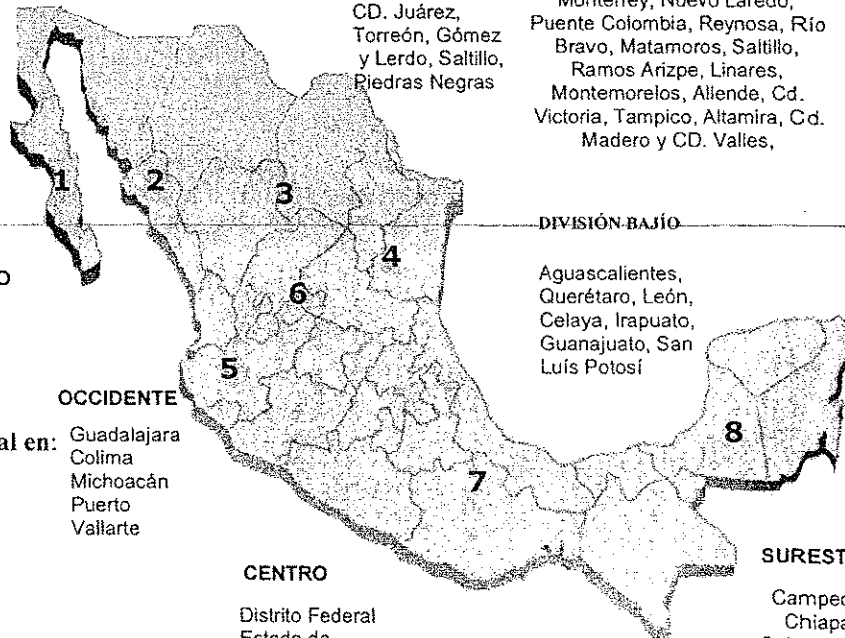 CD. Juárez,
Torreón, Gómez
y Lerdo, Saltillo,
Piedras Negras
Monterrey, Nuevo Laredo,
Puente Colombia, Reynosa, Río
Bravo, Matamoros, Saltillo,
Ramos Arizpe, Linares,
Montemorelos, Allende, Cd.
Victoria, Tampico, Altamira, Cd.
Madero y CD. Valles,
1
2
3
4
DIVISIÓN BAJÍO
Aguascalientes,
Querétaro, León,
Celaya, Irapuato,
Guanajuato, San
Luís Potosí
O
6
5
OCCIDENTE
al en:
Guadalajara
Colima
Michoacán
Puerto
Vallarte
8
7
CENTRO
Distrito Federal
Estado de
SUREST
Campe
Chiapa